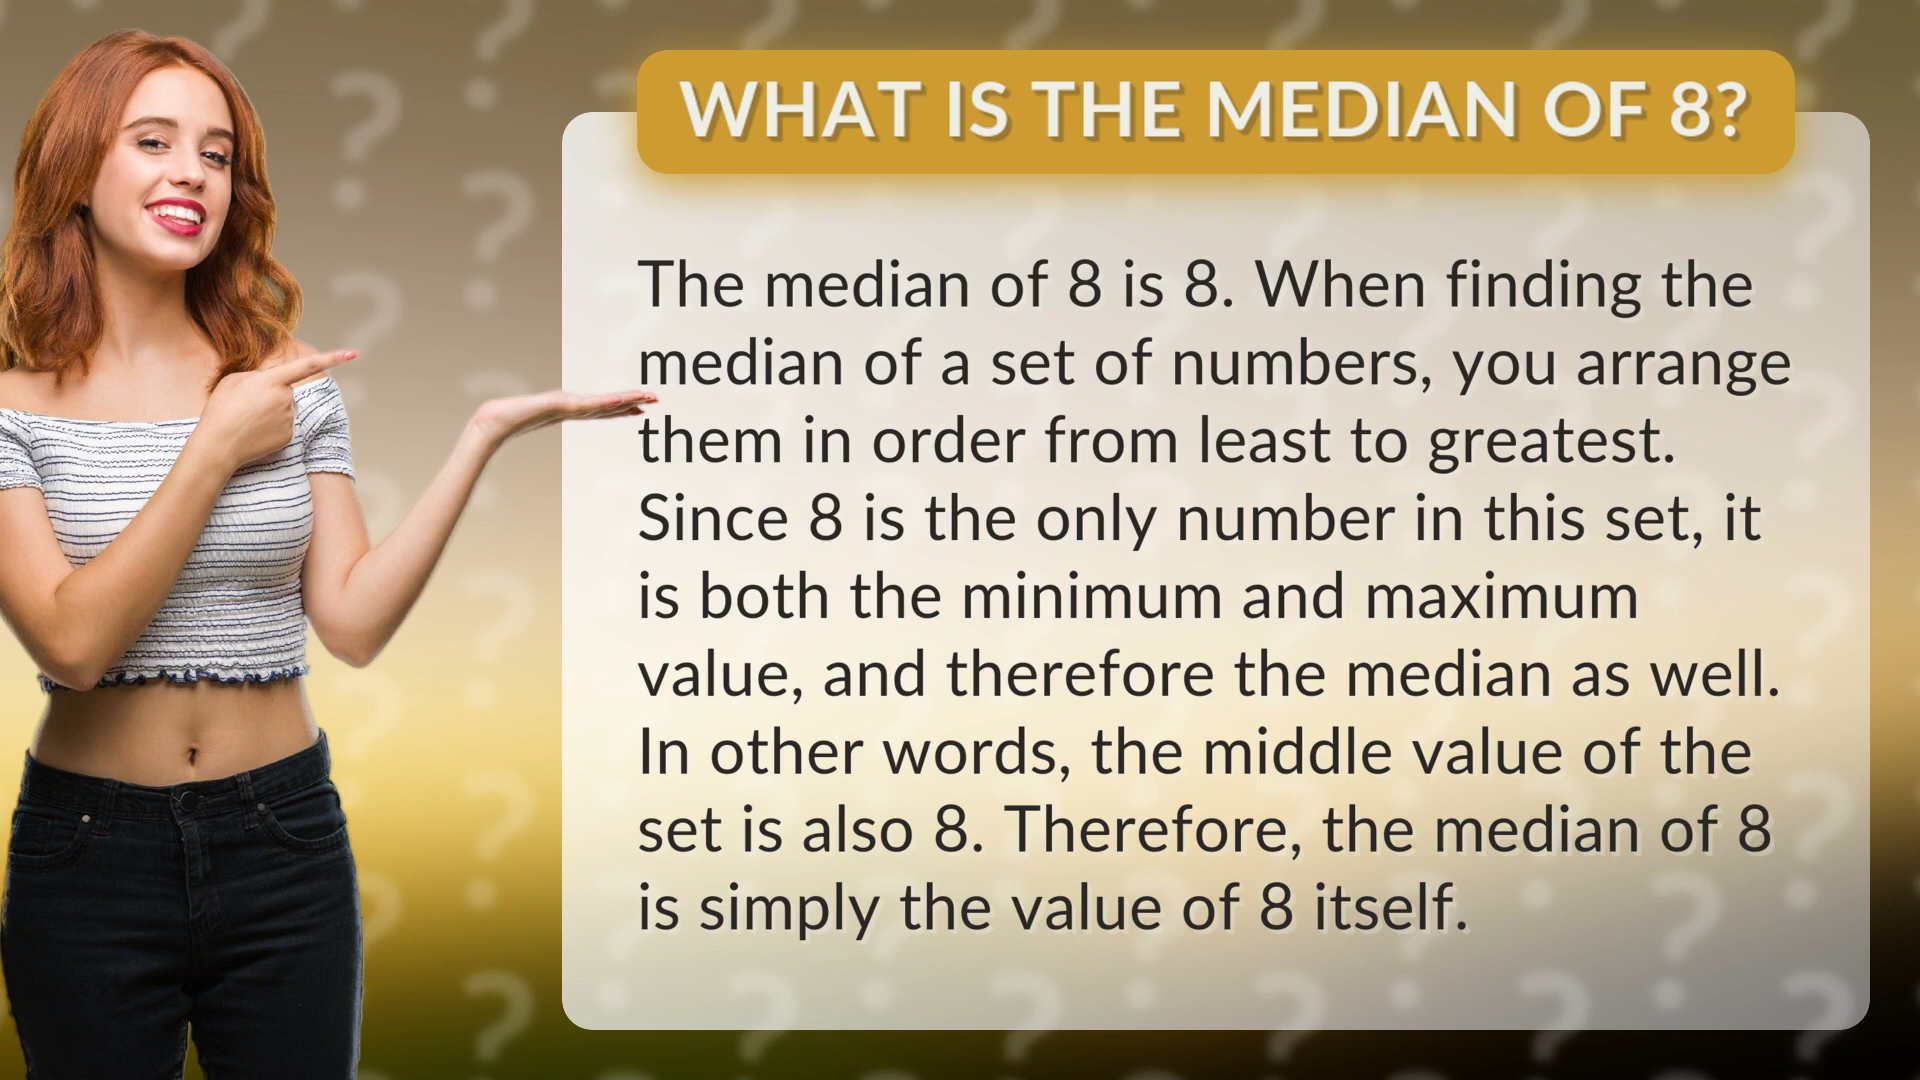 WHAT IS THE MEDIAN OF 8?
The median of 8 is 8. When finding the
median of a set of numbers, you arrange
them in order from least to greatest.
Since 8 is the only number in this set, it
is both the minimum and maximum
value, and therefore the median as well.
In other words, the middle value of the
set is also 8. Therefore, the median of 8
is simply the value of 8 itself.